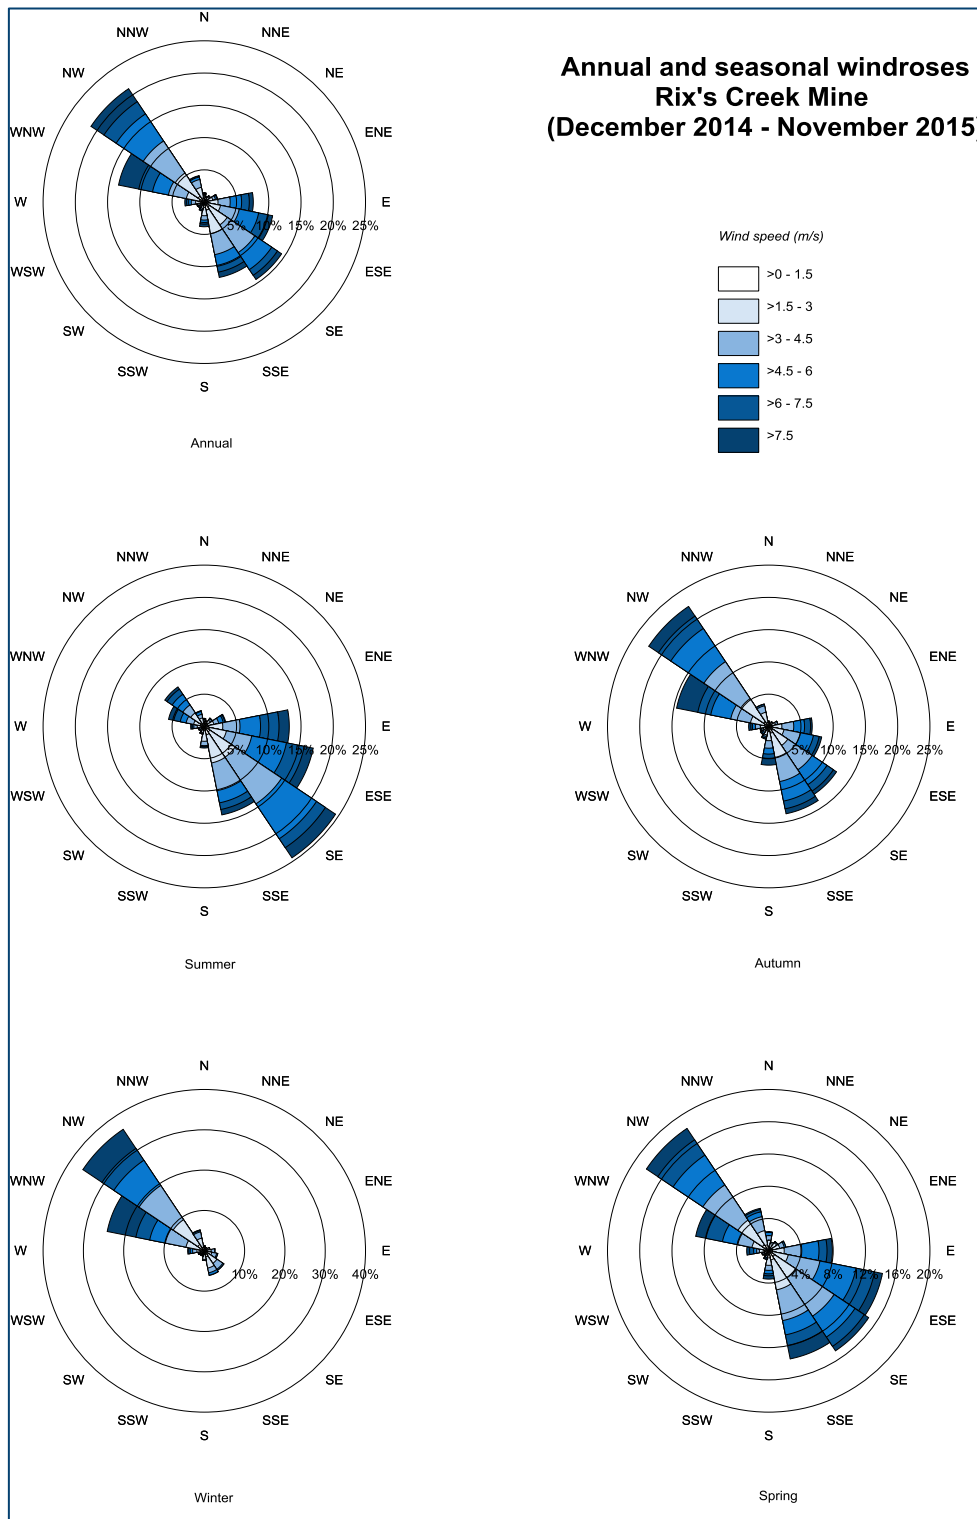 Annual and seasonal windroses
Rix's Creek Mine
(December 2014 - November 2015)
Wind speed (m/s)
>0 - 1.5
>1.5 - 3
>3 - 4.5
>4.5 - 6
>6 - 7.5
>7.5
N
NNW NNE
NW NE
WNW ENE
W E
5% 10% 15% 20% 25%
WSW ESE
SW SE
SSW SSE
S
Annual
N
NNW NNE
NW NE
WNW ENE
W E
5% 10% 15% 20% 25%
WSW ESE
SW SE
SSW SSE
S
Summer
N
NNW NNE
NW NE
WNW ENE
W E
5% 10% 15% 20% 25%
WSW ESE
SW SE
SSW SSE
S
Autumn
N
NNW NNE
NW NE
WNW ENE
W E
10% 20% 30% 40%
WSW ESE
SW SE
SSW SSE
S
Winter
N
NNW NNE
NW NE
WNW ENE
W E
4% 8% 12% 16% 20%
WSW ESE
SW SE
SSW SSE
S
Spring